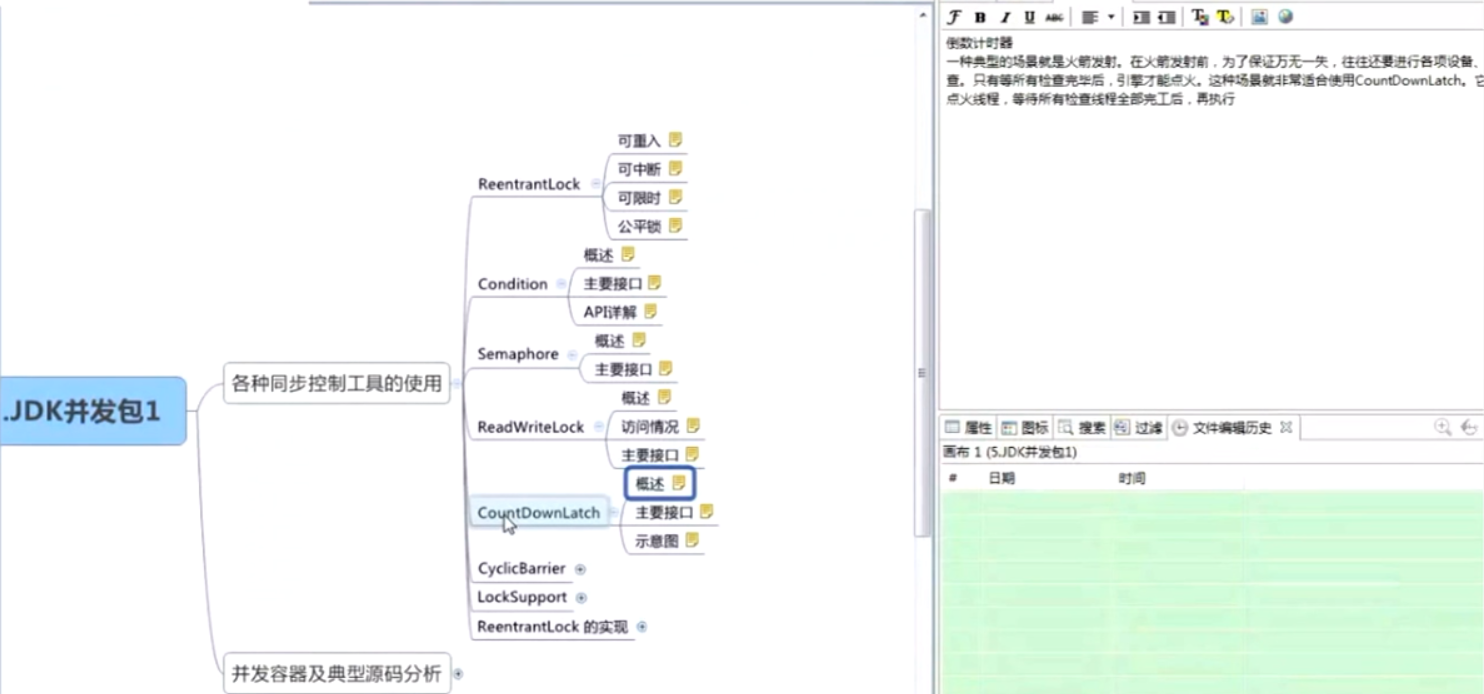 倒数计时器
一种典型的场景就是火箭发射。在火箭发射前，为了保证万无一失，往往还要进行各项设备、
查。只有等所有检查完毕后，引擎才能点火。这种场景就非常适合使用CountDownLatch。它
点火线程，等待所有检查线程全部完工后，再执行
.JDK并发包1
各种同步控制工具的使用
ReentrantLock
可重入
可中断
可限时
公平锁
Condition
概述
主要接口
API详解
Semaphore
概述
主要接口
ReadWriteLock
概述
访问情况
主要接口
CountDownLatch
概述
主要接口
示意图
CyclicBarrier
LockSupport
ReentrantLock 的实现
并发容器及典型源码分析
属性 图标 搜索 过滤 文件编辑历史
画布 1 (5.JDK并发包1)
# 日期 时间